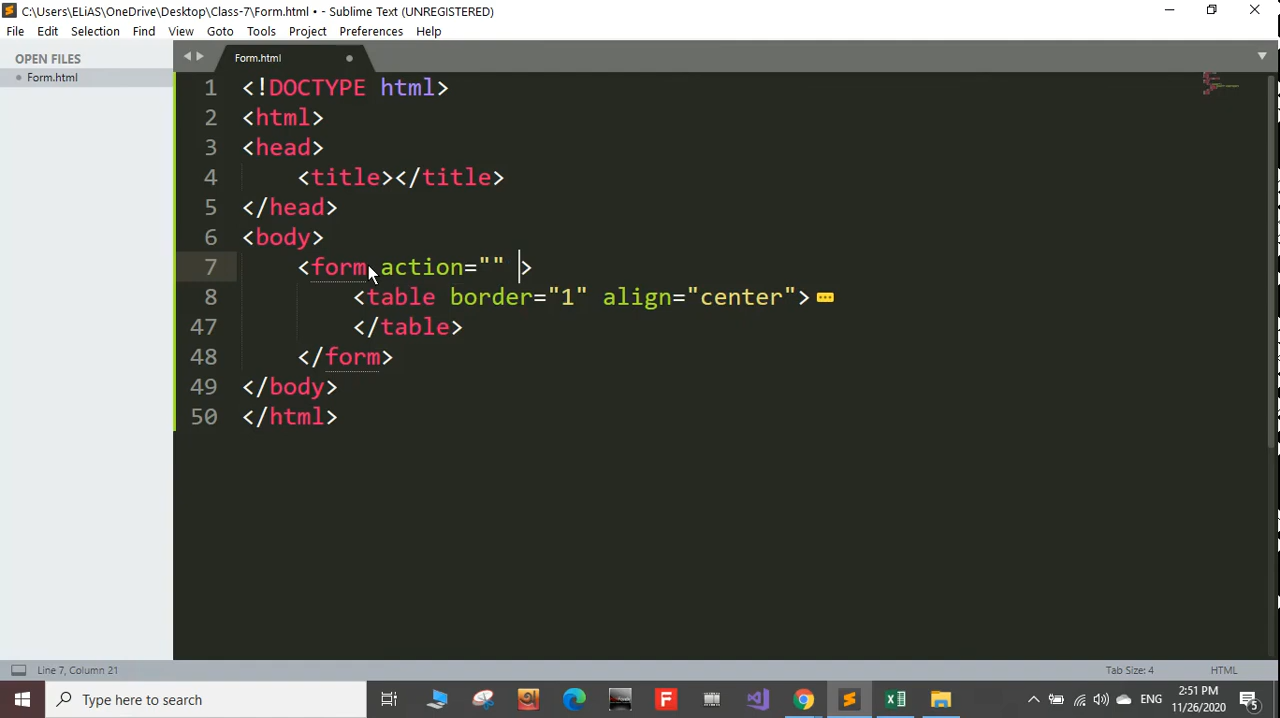 C:\Users\ELiAS\OneDrive\Desktop\Class-7\Form.html • - Sublime Text (UNREGISTERED)
File Edit Selection Find View Goto Tools Project Preferences Help
OPEN FILES
Form.html
Form.html
1 <!DOCTYPE html>
2 <html>
3 <head>
4 <title></title>
5 </head>
6 <body>
7 <form action="" >
8 <table border="1" align="center">
47 </table>
48 </form>
49 </body>
50 </html>
Line 7, Column 21
Tab Size: 4
HTML
Type here to search
F
ENG
2:51 PM
11/26/2020
5